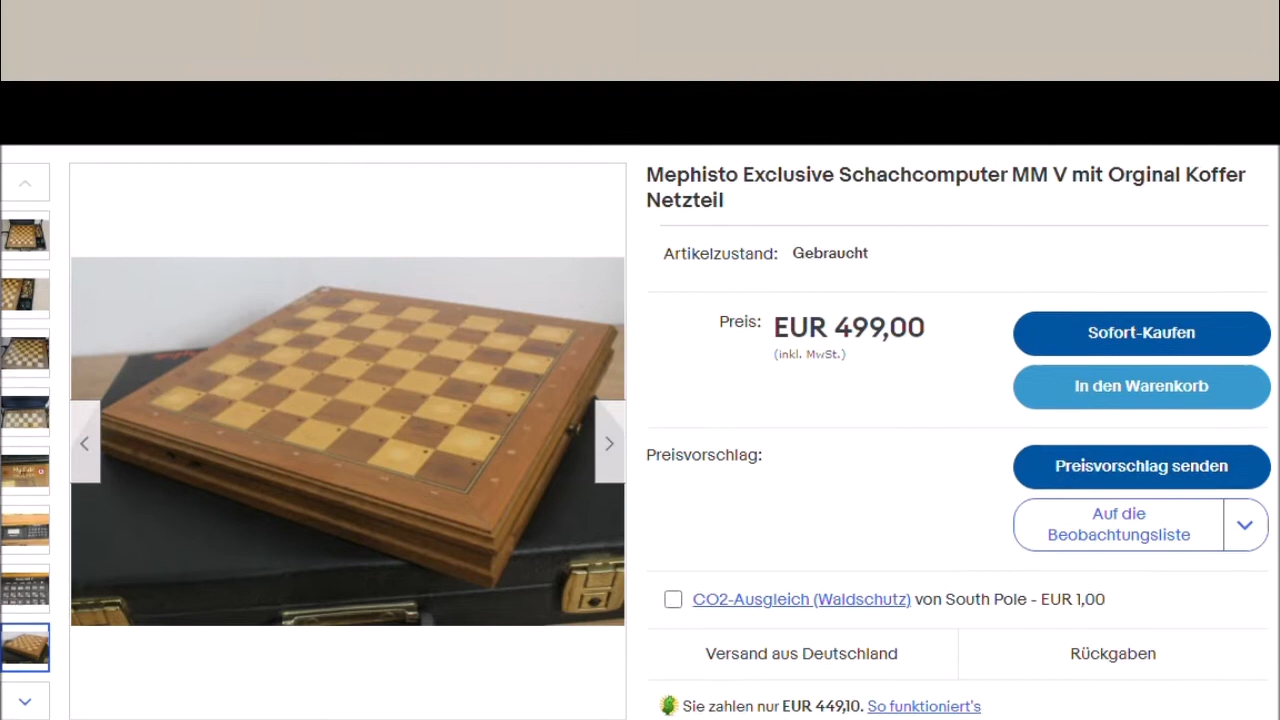 Mephisto Exclusive Schachcomputer MM V mit Orginal Koffer
Netzteil
Artikelzustand: Gebraucht
Preis: EUR 499,00
(inkl. MwSt.)
Sofort-Kaufen
In den Warenkorb
Preisvorschlag:
Preisvorschlag senden
Auf die
Beobachtungsliste
CO2-Ausgleich (Waldschutz) von South Pole - EUR 1,00
Versand aus Deutschland
Rückgaben
Sie zahlen nur EUR 449,10. So funktioniert's